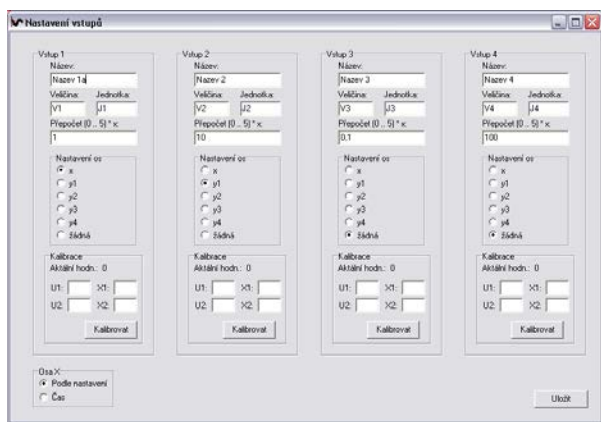 Nastavení vstupů
Vstup 1
Název:
Nazev 1a
Veličina: Jednotka:
V1 J1
Přepočet (0 .. 5) * x:
1
Nastavení os
x
y1
y2
y3
y4
žádná
Kalibrace
Aktální hodn.: 0
U1: X1:
U2: X2:
Kalibrovat
Vstup 2
Název:
Nazev 2
Veličina: Jednotka:
V2 J2
Přepočet (0 .. 5) * x:
10
Nastavení os
x
y1
y2
y3
y4
žádná
Kalibrace
Aktální hodn.: 0
U1: X1:
U2: X2:
Kalibrovat
Vstup 3
Název:
Nazev 3
Veličina: Jednotka:
V3 J3
Přepočet (0 .. 5) * x:
0,1
Nastavení os
x
y1
y2
y3
y4
žádná
Kalibrace
Aktální hodn.: 0
U1: X1:
U2: X2:
Kalibrovat
Vstup 4
Název:
Nazev 4
Veličina: Jednotka:
V4 J4
Přepočet (0 .. 5) * x:
100
Nastavení os
x
y1
y2
y3
y4
žádná
Kalibrace
Aktální hodn.: 0
U1: X1:
U2: X2:
Kalibrovat
Osa X
Podle nastavení
Čas
Uložit